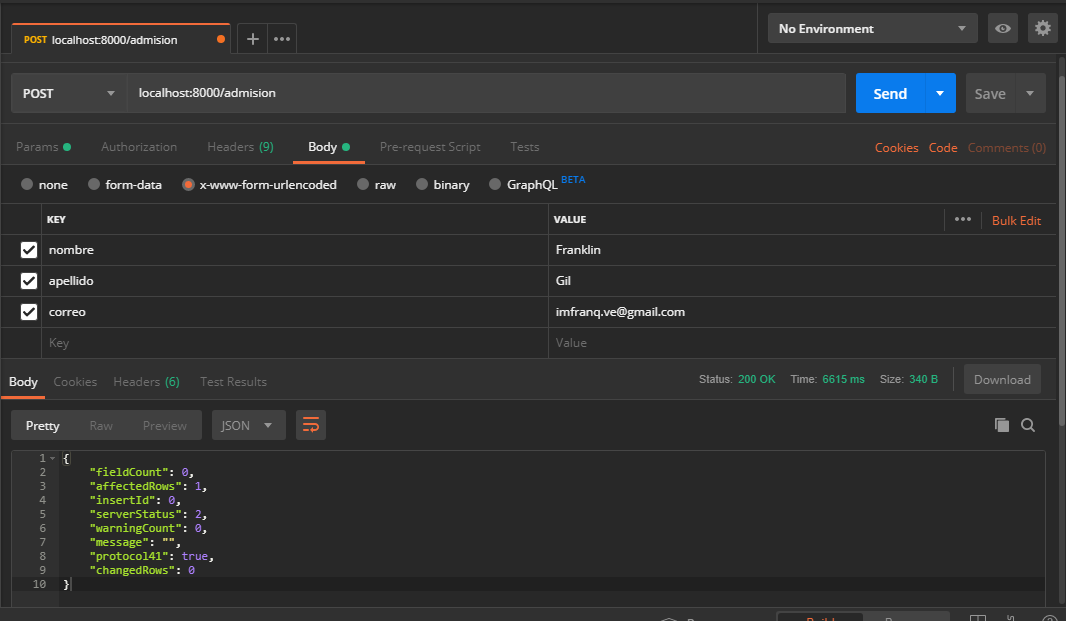 POST localhost:8000/admision
No Environment
POST localhost:8000/admision Send Save
Params Authorization Headers (9) Body Pre-request Script Tests Cookies Code Comments (0)
none form-data x-www-form-urlencoded raw binary GraphQL BETA
KEY VALUE Bulk Edit
nombre Franklin
apellido Gil
correo imfranq.ve@gmail.com
Key Value
Body Cookies Headers (6) Test Results Status: 200 OK Time: 6615 ms Size: 340 B Download
Pretty Raw Preview JSON
1 {
2 "fieldCount": 0,
3 "affectedRows": 1,
4 "insertId": 0,
5 "serverStatus": 2,
6 "warningCount": 0,
7 "message": "",
8 "protocol41": true,
9 "changedRows": 0
10 }